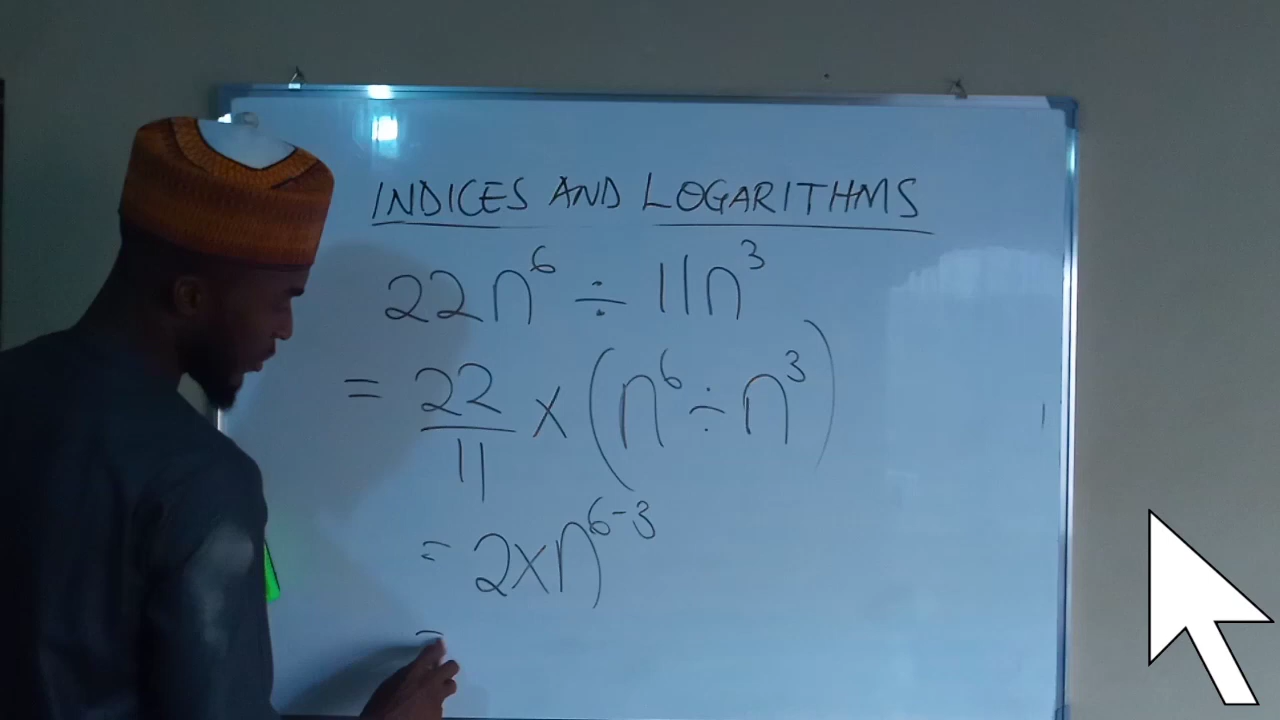 INDICES AND LOGARITHMS
22n⁶ ÷ 11n³
= 22/11 × (n⁶ ÷ n³)
= 2×n⁶⁻³
=